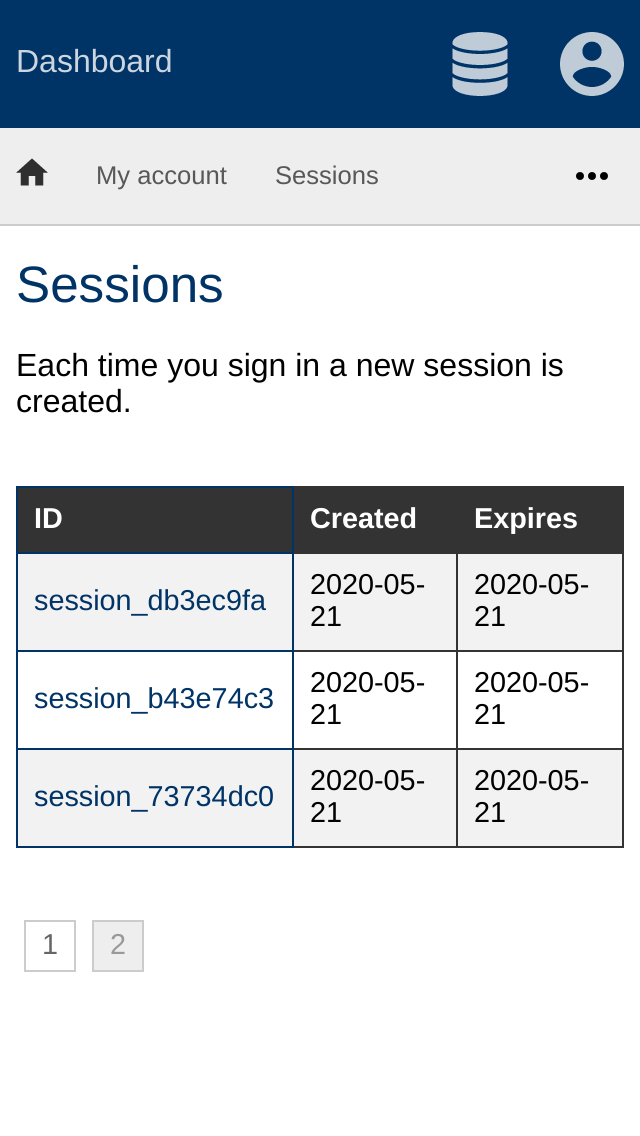 Dashboard
My account Sessions
Sessions
Each time you sign in a new session is
created.
ID Created Expires
session_db3ec9fa 2020-05-21 2020-05-21
session_b43e74c3 2020-05-21 2020-05-21
session_73734dc0 2020-05-21 2020-05-21
1 2